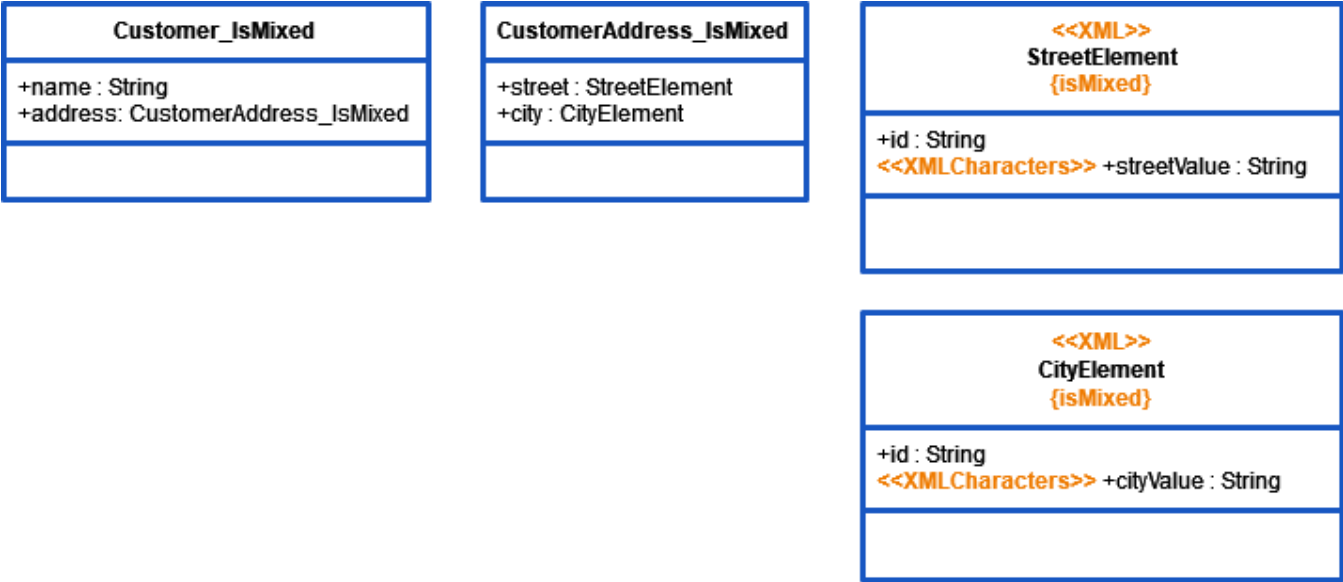 Customer_IsMixed
+name : String
+address: CustomerAddress_IsMixed
CustomerAddress_IsMixed
+street : StreetElement
+city : CityElement
<<XML>>
StreetElement
{isMixed}
+id : String
<<XMLCharacters>> +streetValue : String
<<XML>>
CityElement
{isMixed}
+id : String
<<XMLCharacters>> +cityValue : String